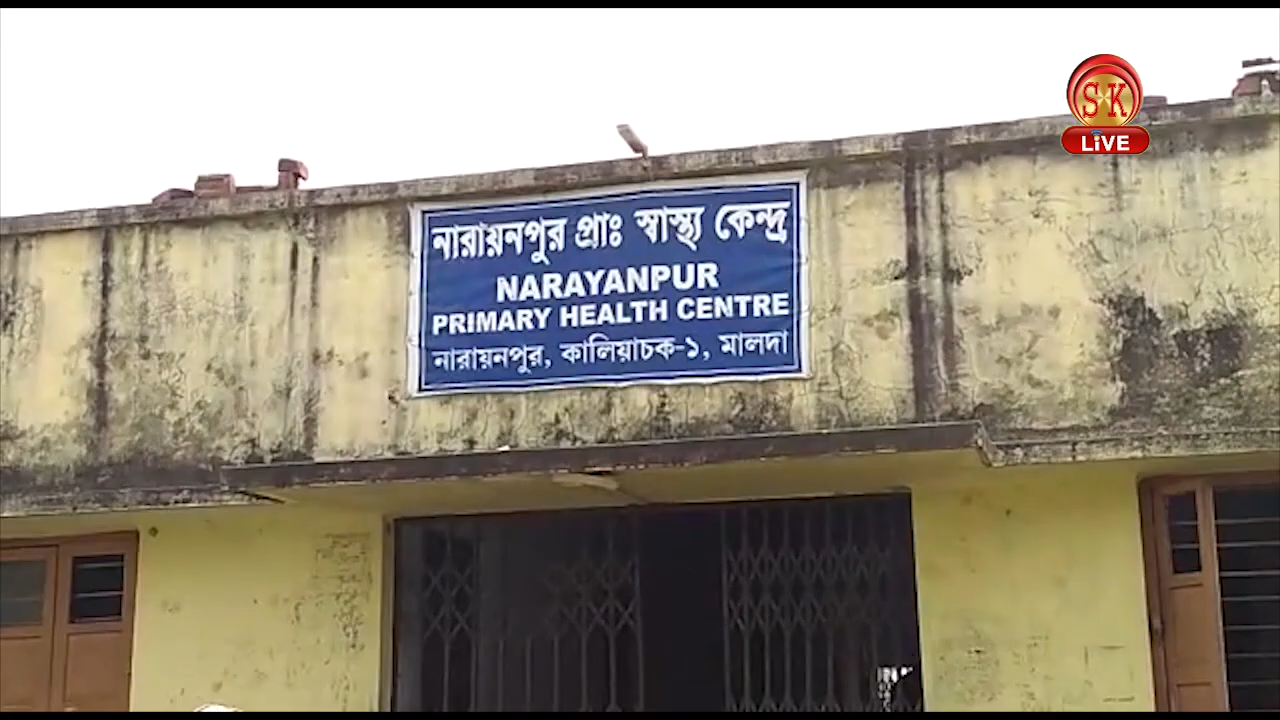 SK
LiVE
নারায়নপুর প্রাঃ স্বাস্থ্য কেন্দ্র
NARAYANPUR
PRIMARY HEALTH CENTRE
নারায়নপুর, কালিয়াচক-১, মালদা